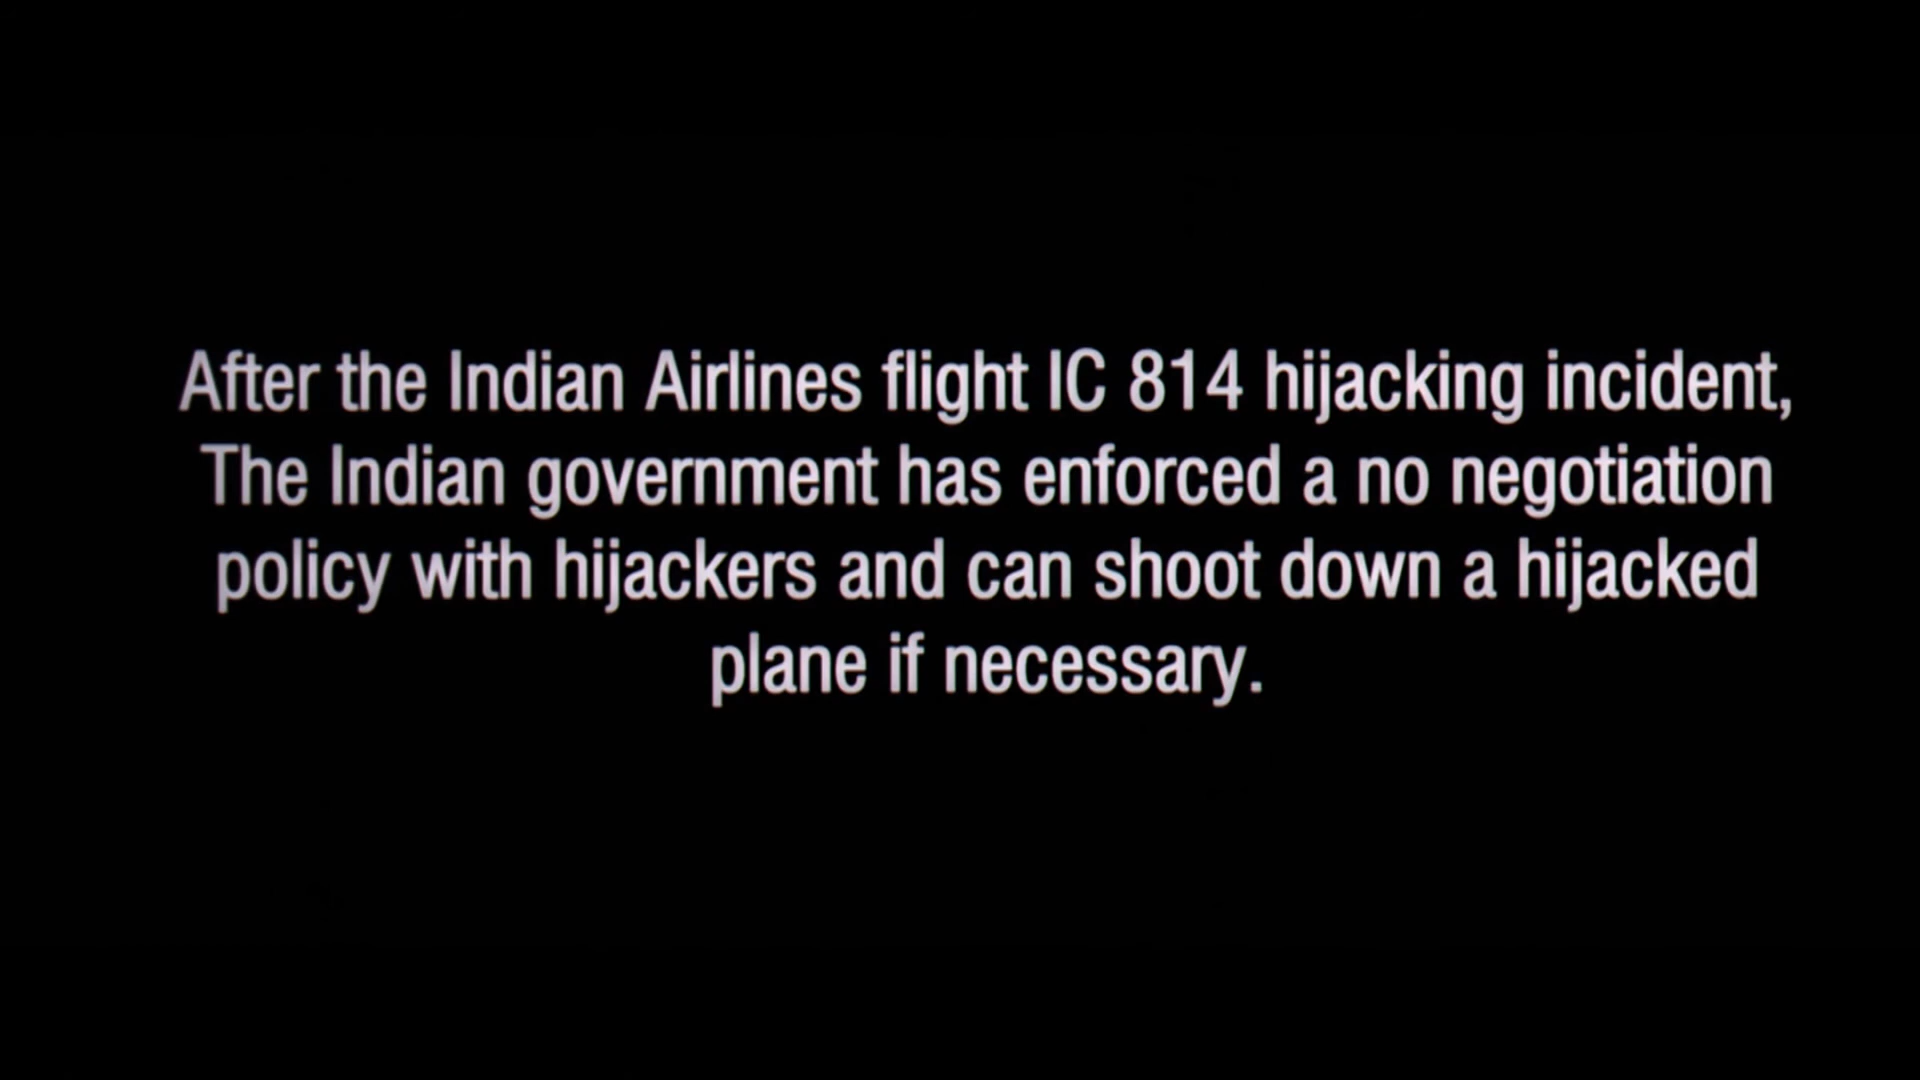 After the Indian Airlines flight IC 814 hijacking incident,
The Indian government has enforced a no negotiation
policy with hijackers and can shoot down a hijacked
plane if necessary.